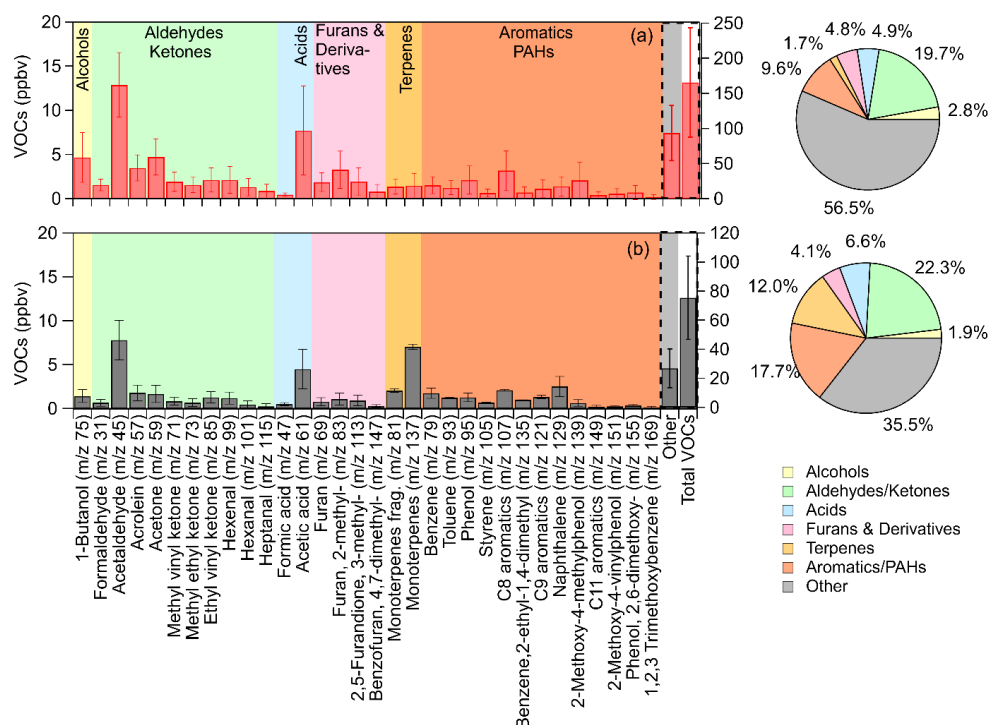 20
15
10
5
0
VOCs (ppbv)
Alcohols
Aldehydes
Ketones
Acids
Furans &
Deriva-
tives
Terpenes
Aromatics
PAHs
(a)
250
200
150
100
50
0
1.7%
4.8%
4.9%
19.7%
2.8%
9.6%
56.5%
20
15
10
5
0
VOCs (ppbv)
(b)
120
100
80
60
40
20
0
4.1%
6.6%
22.3%
1.9%
12.0%
17.7%
35.5%
1-Butanol (m/z 75)
Formaldehyde (m/z 31)
Acetaldehyde (m/z 45)
Acrolein (m/z 57)
Acetone (m/z 59)
Methyl vinyl ketone (m/z 71)
Methyl ethyl ketone (m/z 73)
Ethyl vinyl ketone (m/z 85)
Hexenal (m/z 99)
Hexanal (m/z 101)
Heptanal (m/z 115)
Formic acid (m/z 47)
Acetic acid (m/z 61)
Furan (m/z 69)
Furan, 2-methyl- (m/z 83)
2,5-Furandione, 3-methyl- (m/z 113)
Benzofuran, 4,7-dimethyl- (m/z 147)
Monoterpenes frag. (m/z 81)
Monoterpenes (m/z 137)
Benzene (m/z 79)
Toluene (m/z 93)
Phenol (m/z 95)
Styrene (m/z 105)
C8 aromatics (m/z 107)
Benzene,2-ethyl-1,4-dimethyl (m/z 135)
C9 aromatics (m/z 121)
Naphthalene (m/z 129)
2-Methoxy-4-methylphenol (m/z 139)
C11 aromatics (m/z 149)
2-Methoxy-4-vinylphenol (m/z 151)
Phenol, 2,6-dimethoxy- (m/z 155)
1,2,3 Trimethoxybenzene (m/z 169)
Other
Total VOCs
Alcohols
Aldehydes/Ketones
Acids
Furans & Derivatives
Terpenes
Aromatics/PAHs
Other